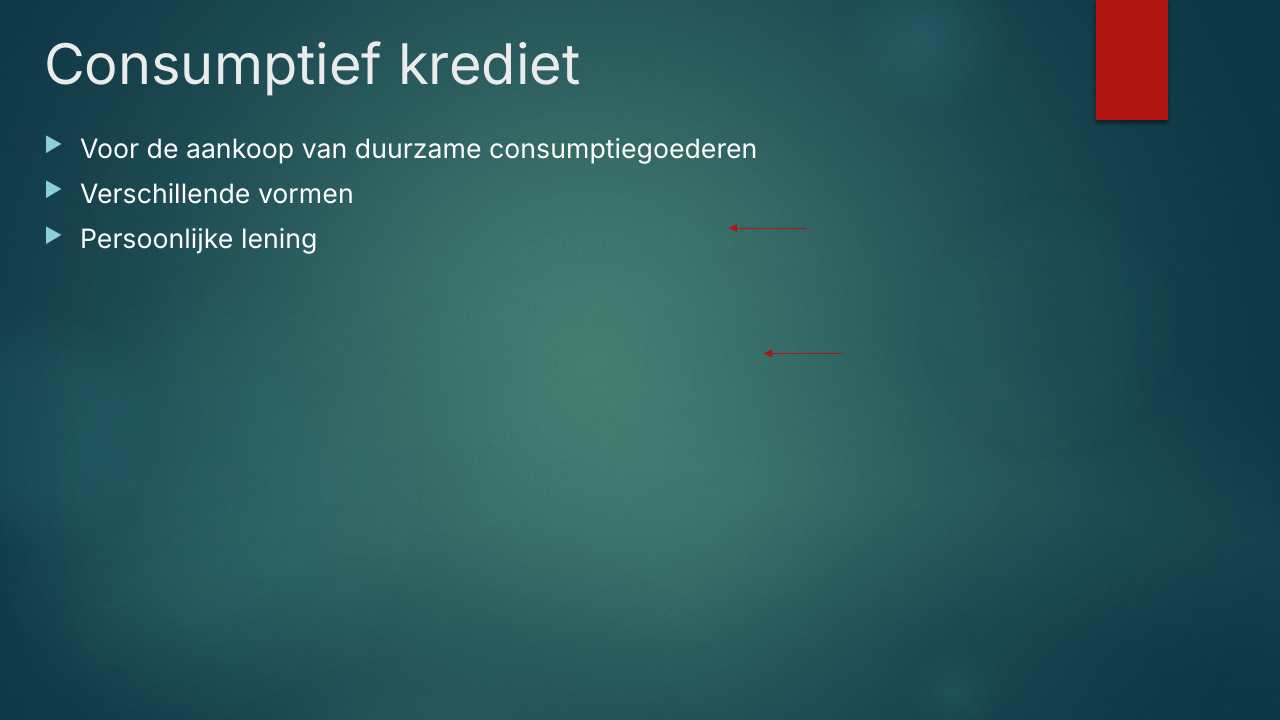 Consumptief krediet
Voor de aankoop van duurzame consumptiegoederen
Verschillende vormen
Persoonlijke lening